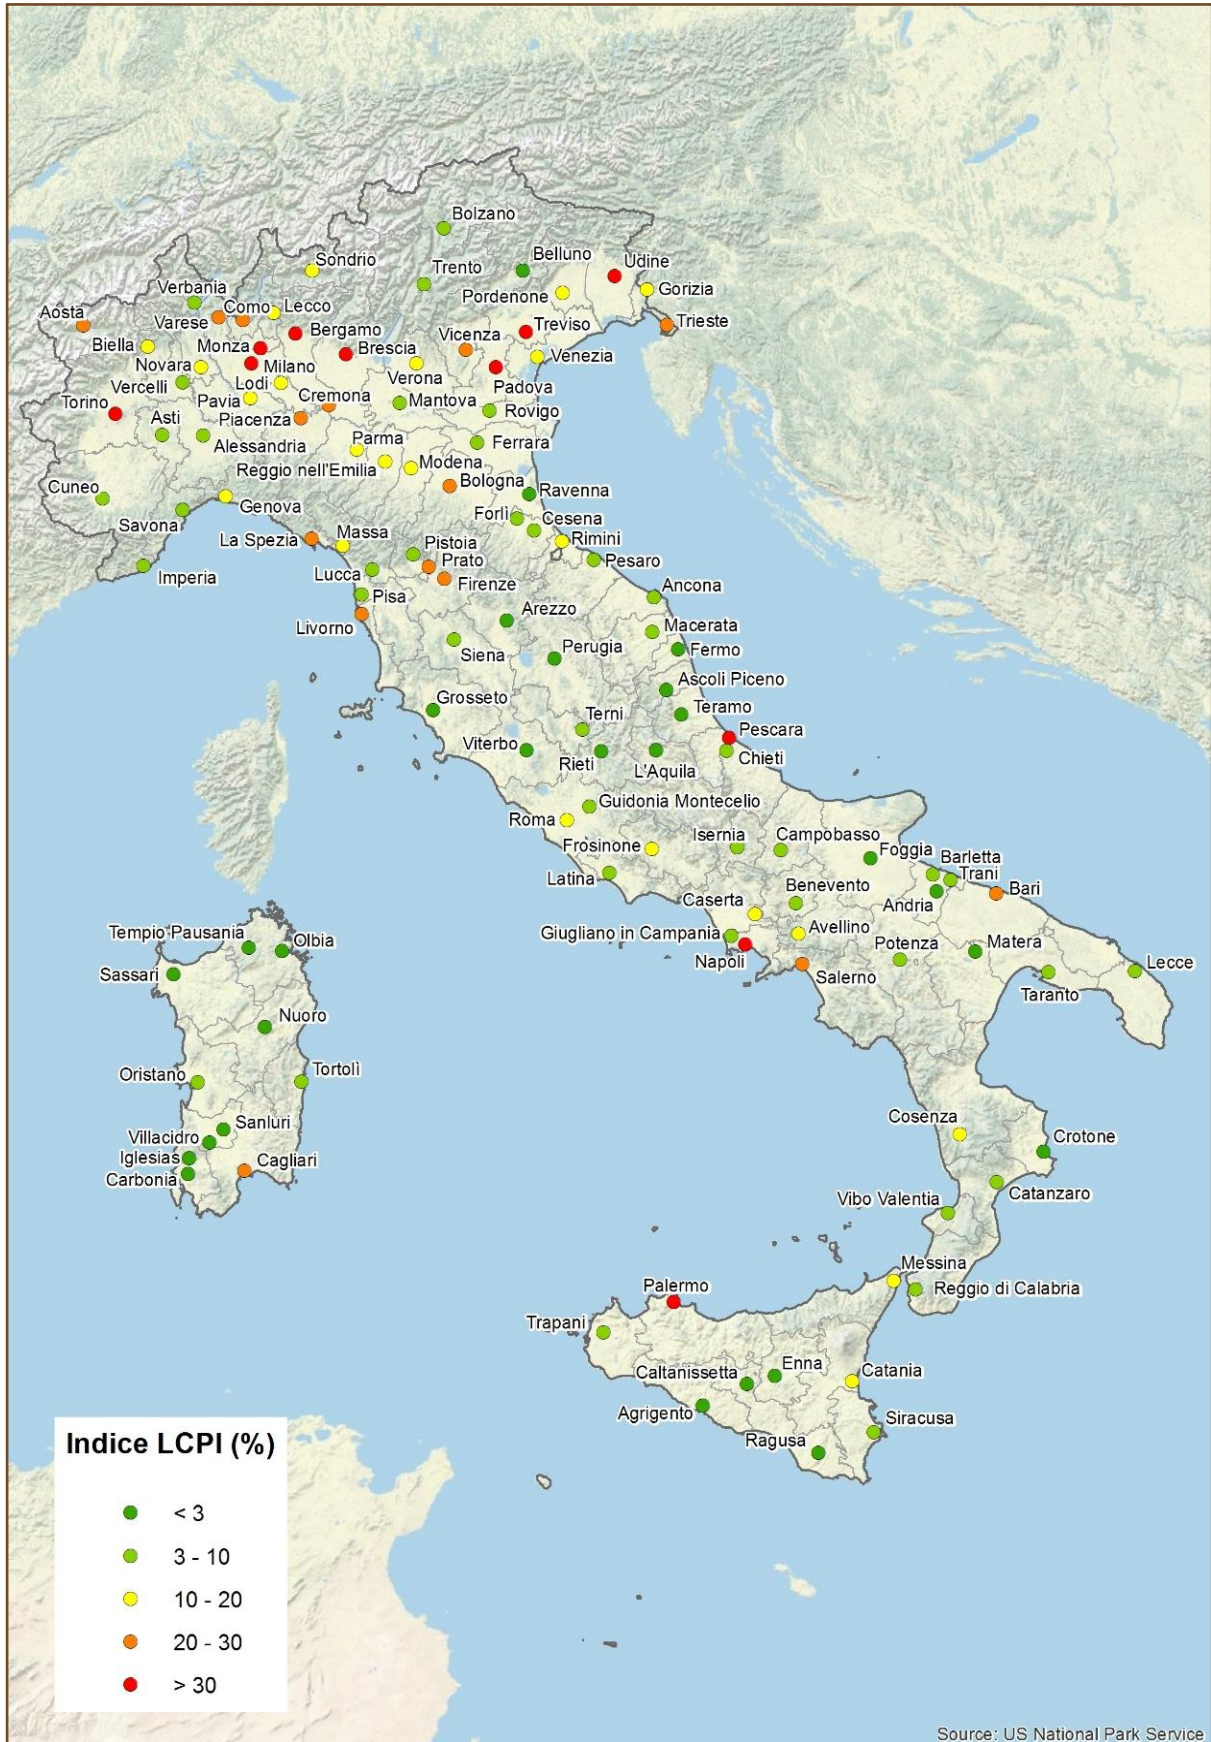 Bolzano
Belluno
Udine
Sondrio
Trento
Verbania
Pordenone
Gorizia
Aosta
Como
Lecco
Varese
Bergamo
Vicenza
Treviso
Trieste
Biella
Monza
Brescia
Venezia
Novara
Milano
Verona
Padova
Vercelli
Lodi
Torino
Pavia
Cremona
Mantova
Rovigo
Asti
Piacenza
Alessandria
Parma
Ferrara
Reggio nell'Emilia
Modena
Bologna
Cuneo
Genova
Ravenna
Savona
Forlì
Cesena
La Spezia
Massa
Rimini
Pistoia
Prato
Pesaro
Imperia
Lucca
Firenze
Pisa
Ancona
Livorno
Arezzo
Macerata
Siena
Perugia
Fermo
Ascoli Piceno
Grosseto
Teramo
Terni
Pescara
Viterbo
Rieti
L'Aquila
Chieti
Guidonia Montecelio
Roma
Isernia
Campobasso
Frosinone
Foggia
Barletta
Latina
Trani
Benevento
Andria
Bari
Caserta
Giugliano in Campania
Avellino
Tempio Pausania
Olbia
Potenza
Matera
Napoli
Sassari
Salerno
Lecce
Taranto
Nuoro
Oristano
Tortolì
Sanluri
Cosenza
Villacidro
Iglesias
Cagliari
Crotone
Carbonia
Catanzaro
Vibo Valentia
Messina
Palermo
Reggio di Calabria
Trapani
Caltanissetta
Enna
Catania
Agrigento
Siracusa
Ragusa
Indice LCPI (%)
< 3
3 - 10
10 - 20
20 - 30
> 30
Source: US National Park Service